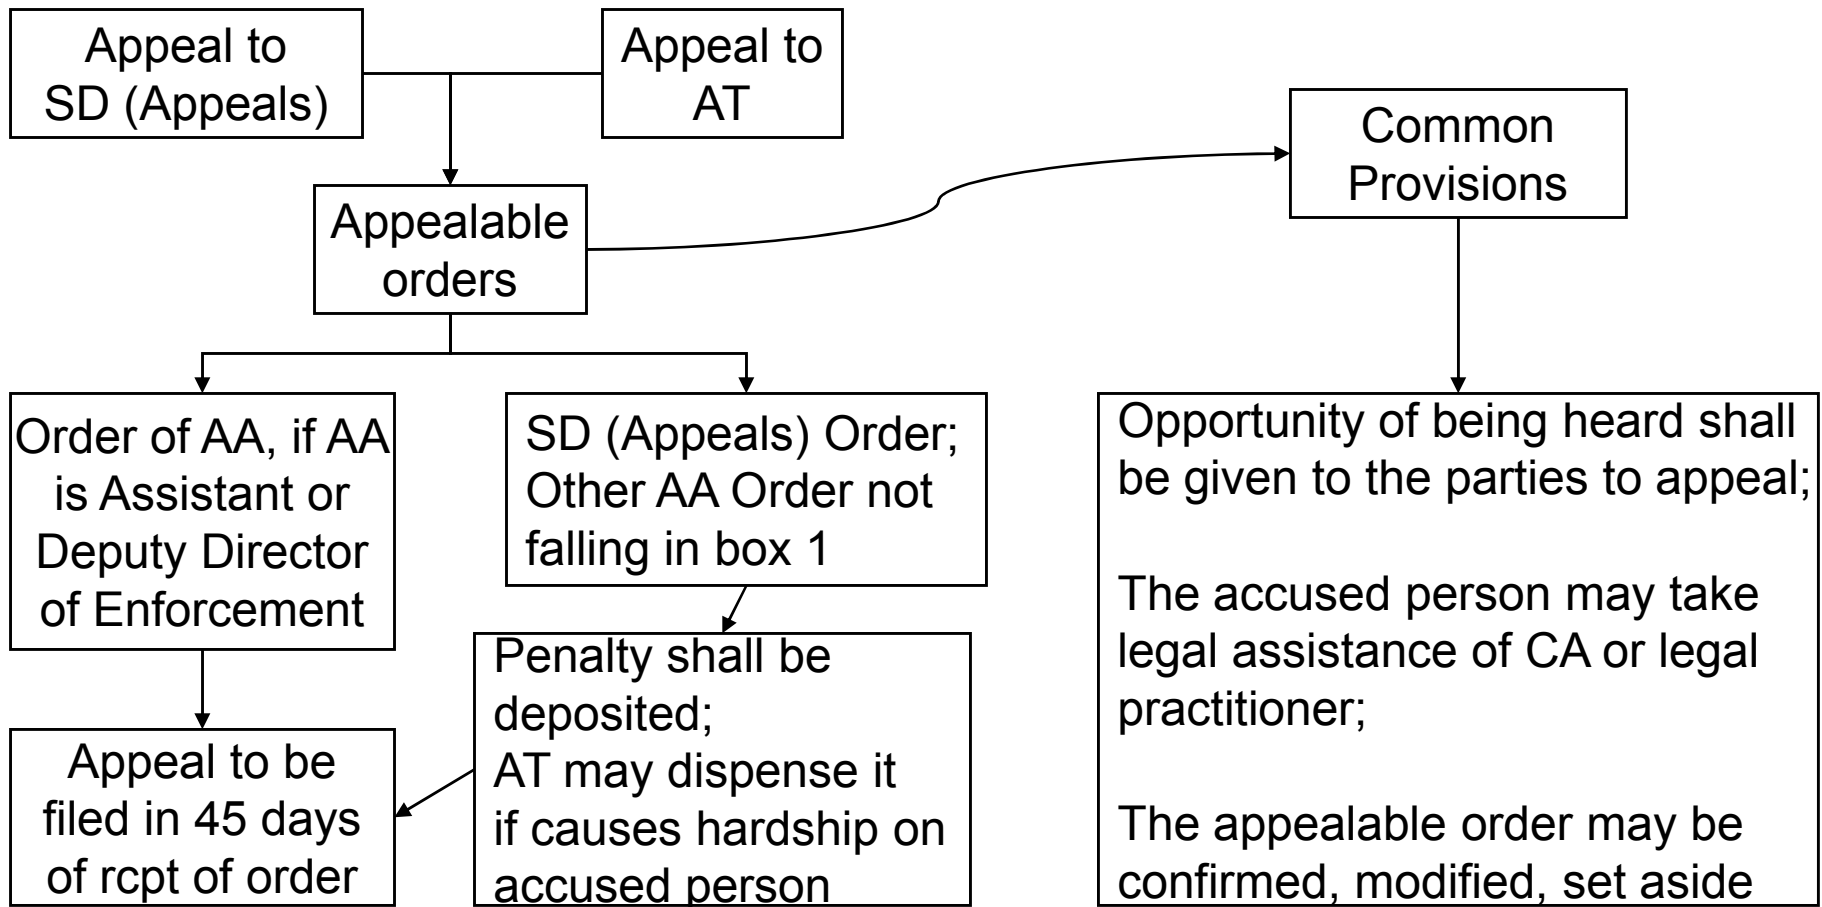 Appeal to
SD (Appeals)
Appeal to
AT
Common
Provisions
Appealable
orders
Order of AA, if AA
is Assistant or
Deputy Director
of Enforcement
SD (Appeals) Order;
Other AA Order not
falling in box 1
Opportunity of being heard shall
be given to the parties to appeal;
The accused person may take
legal assistance of CA or legal
practitioner;
The appealable order may be
confirmed, modified, set aside
Penalty shall be
deposited;
AT may dispense it
if causes hardship on
accused person
Appeal to be
filed in 45 days
of rcpt of order